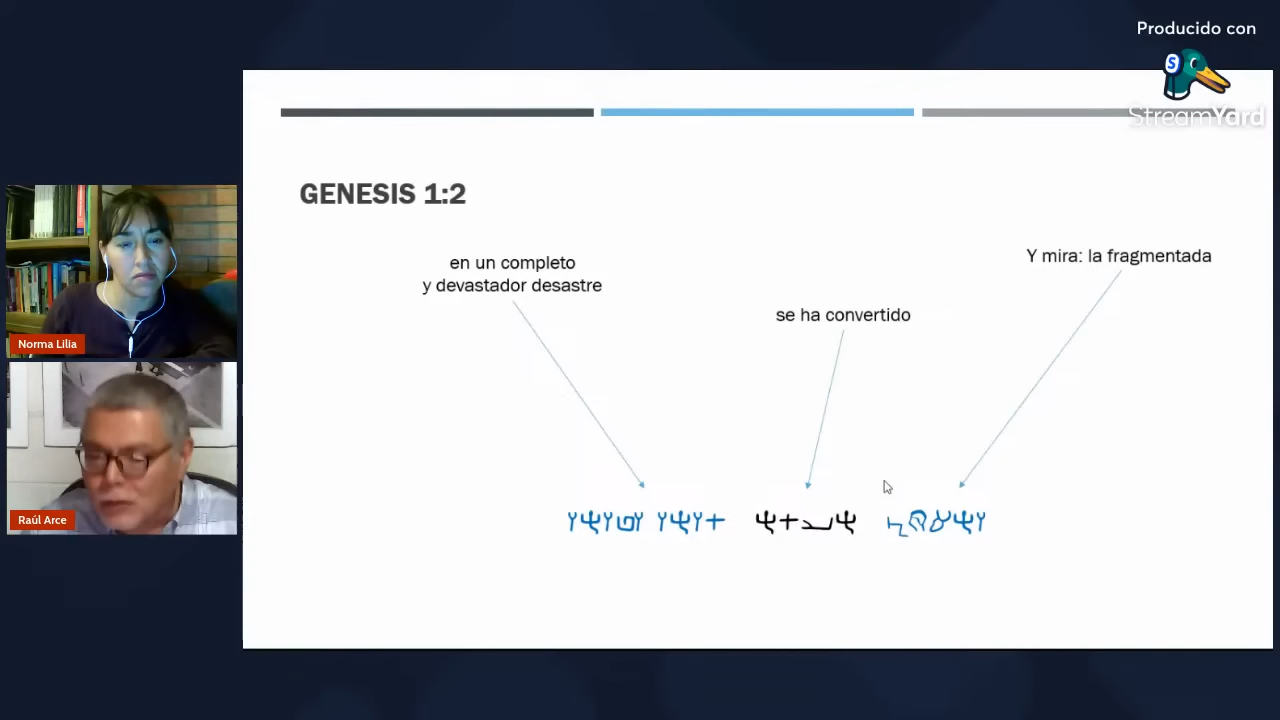 Producido con
StreamYard
GENESIS 1:2
en un completo
y devastador desastre
se ha convertido
Y mira: la fragmentada
Norma Lilia
Raúl Arce